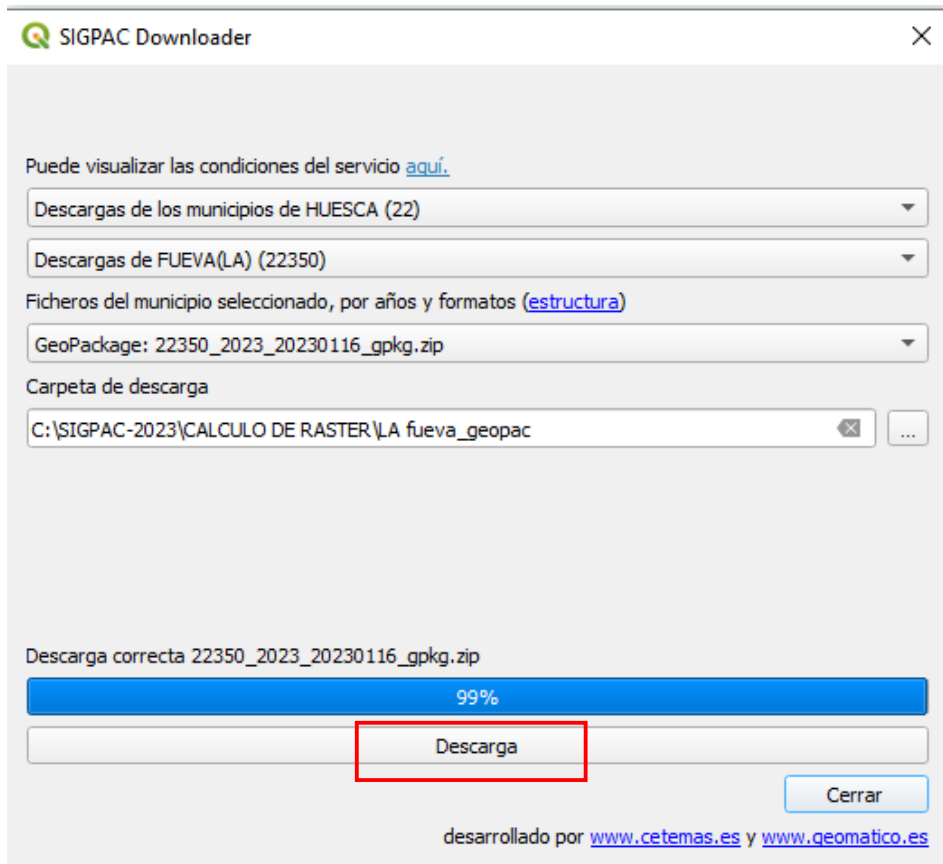 SIGPAC Downloader
Puede visualizar las condiciones del servicio aquí.
Descargas de los municipios de HUESCA (22)
Descargas de FUEVA(LA) (22350)
Ficheros del municipio seleccionado, por años y formatos (estructura)
GeoPackage: 22350_2023_20230116_gpkg.zip
Carpeta de descarga
C:\SIGPAC-2023\CALCULO DE RASTER\LA fueva_geopac
...
Descarga correcta 22350_2023_20230116_gpkg.zip
99%
Descarga
Cerrar
desarrollado por www.cetemas.es y www.geomatico.es